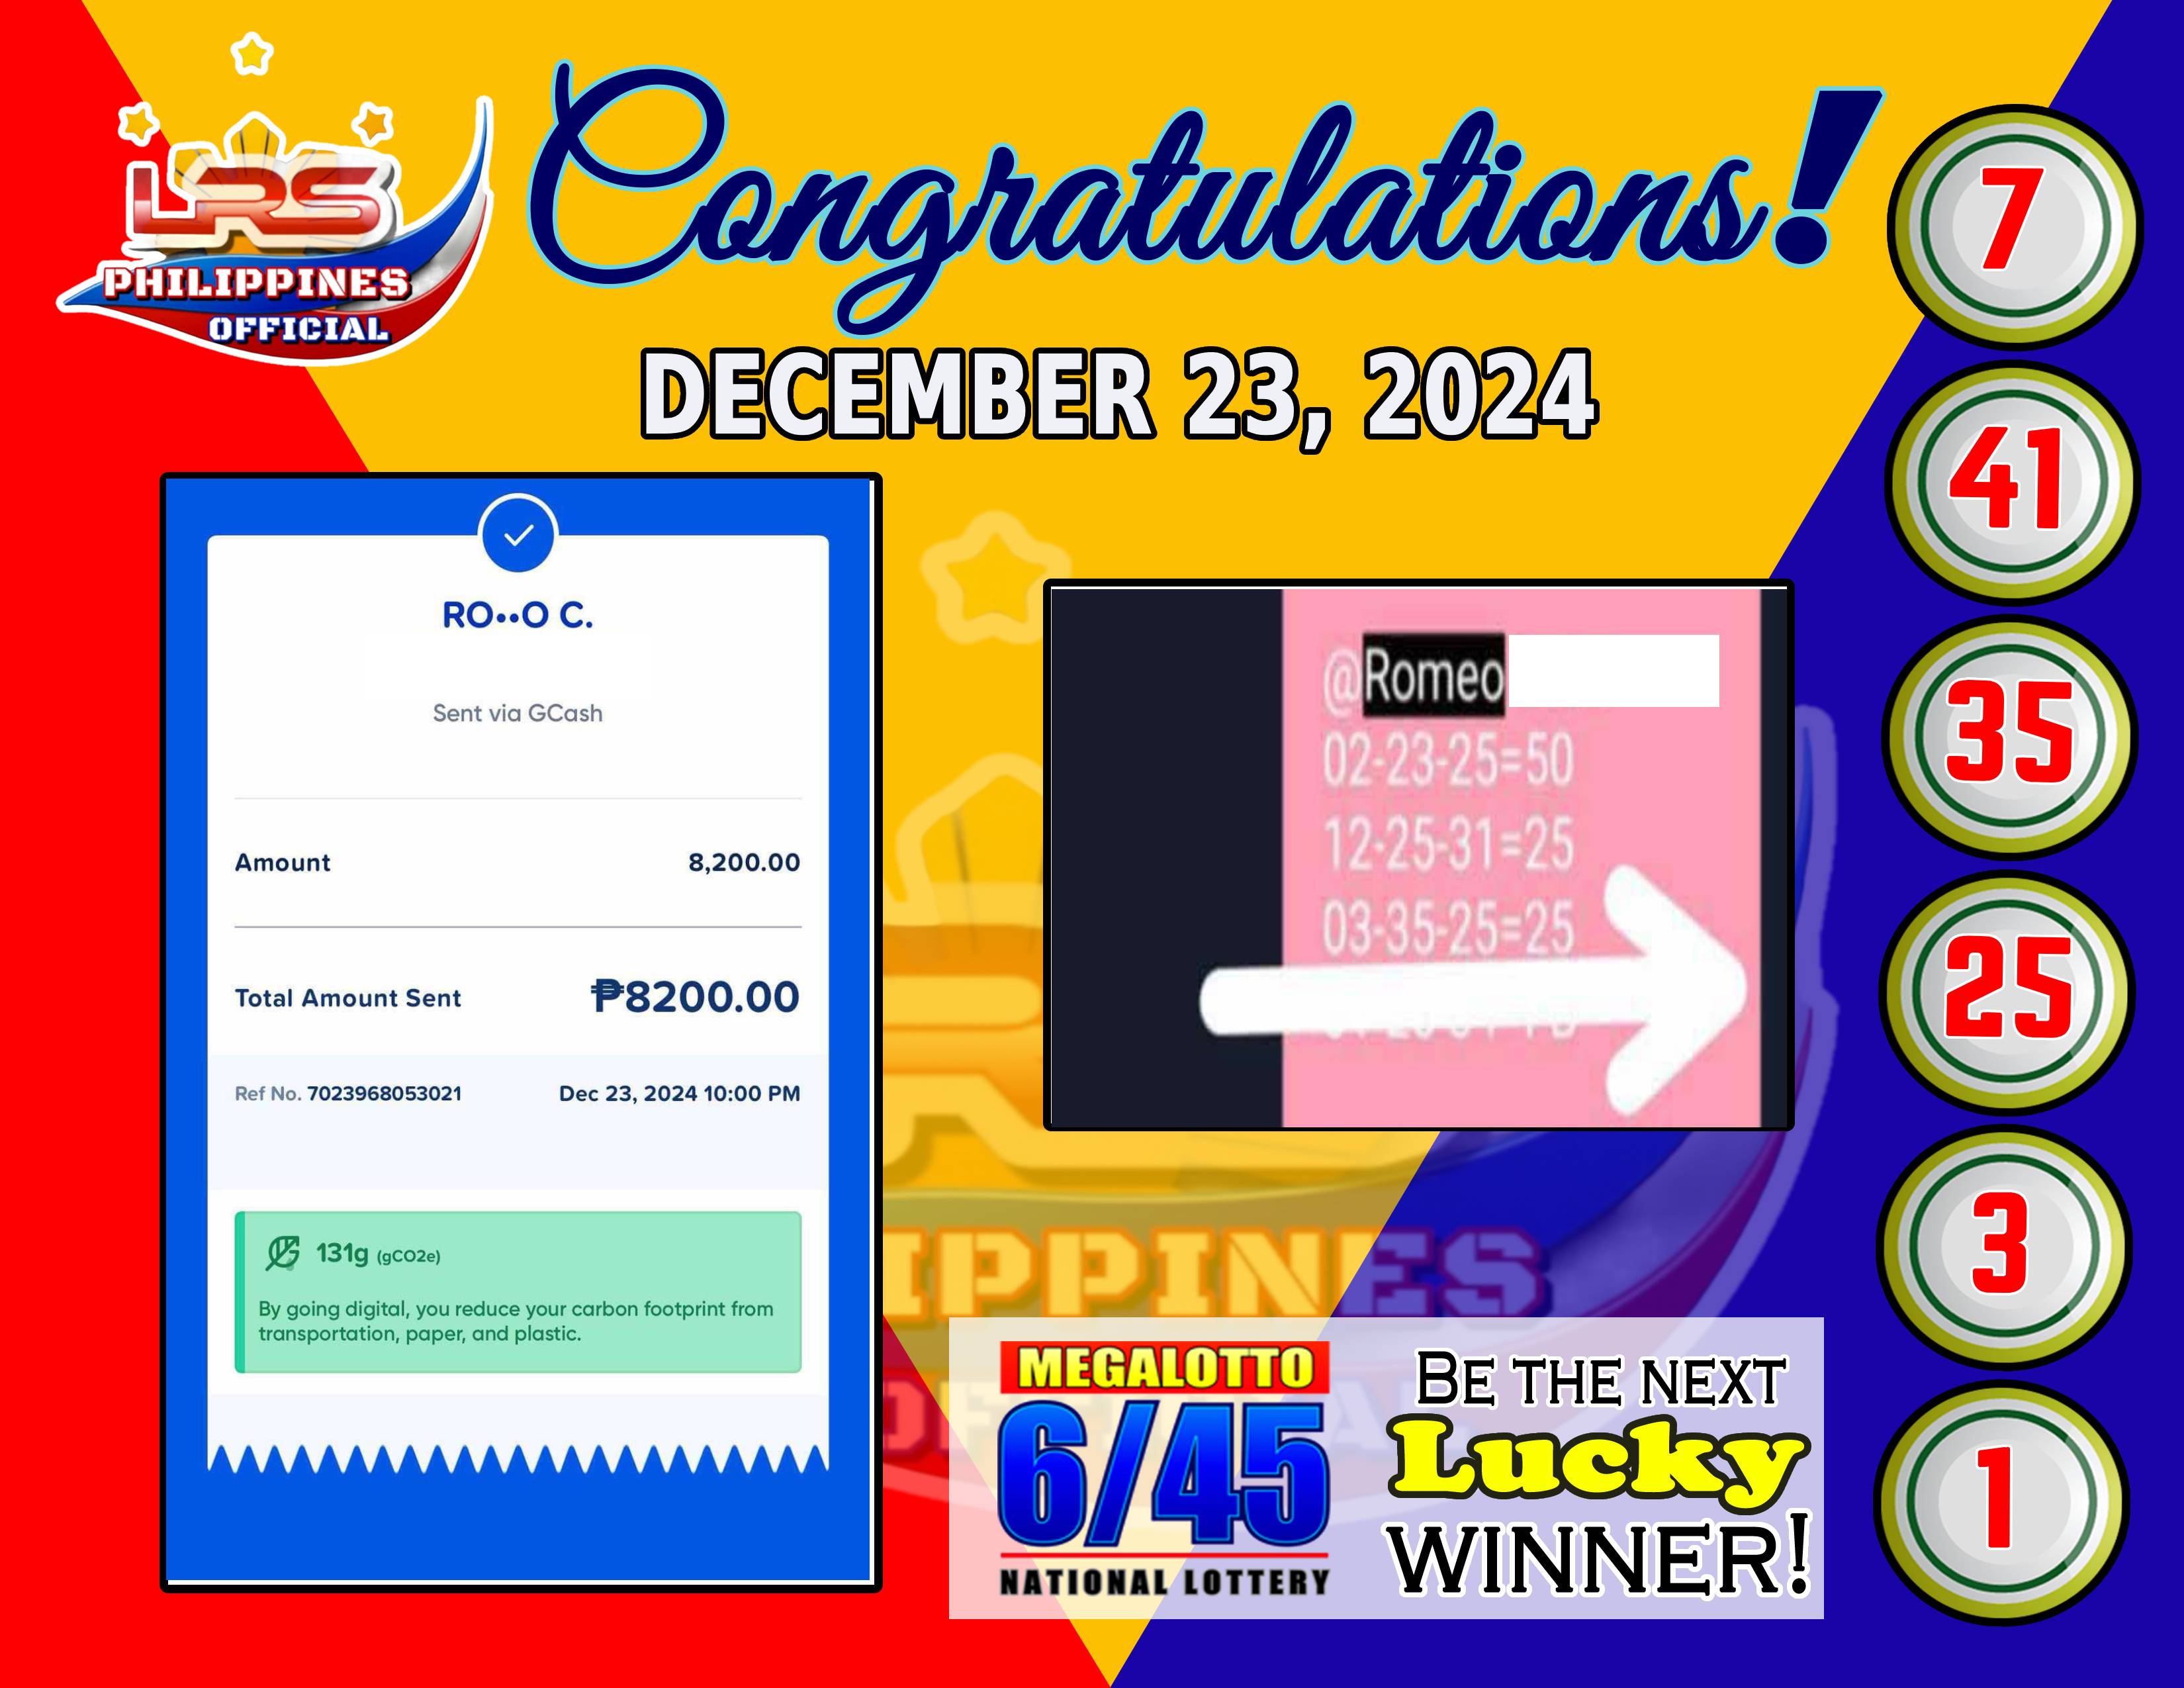 LRS
PHILIPPINES
OFFICIAL
Congratulations!
DECEMBER 23, 2024
RO••O C.
Sent via GCash
Amount 8,200.00
Total Amount Sent ₱8200.00
Ref No. 7023968053021 Dec 23, 2024 10:00 PM
131g (gCO2e)
By going digital, you reduce your carbon footprint from
transportation, paper, and plastic.
@Romeo
02-23-25=50
12-25-31=25
03-35-25=25
MEGALOTTO
6/45
NATIONAL LOTTERY
BE THE NEXT
Lucky
WINNER!
7
41
35
25
3
1